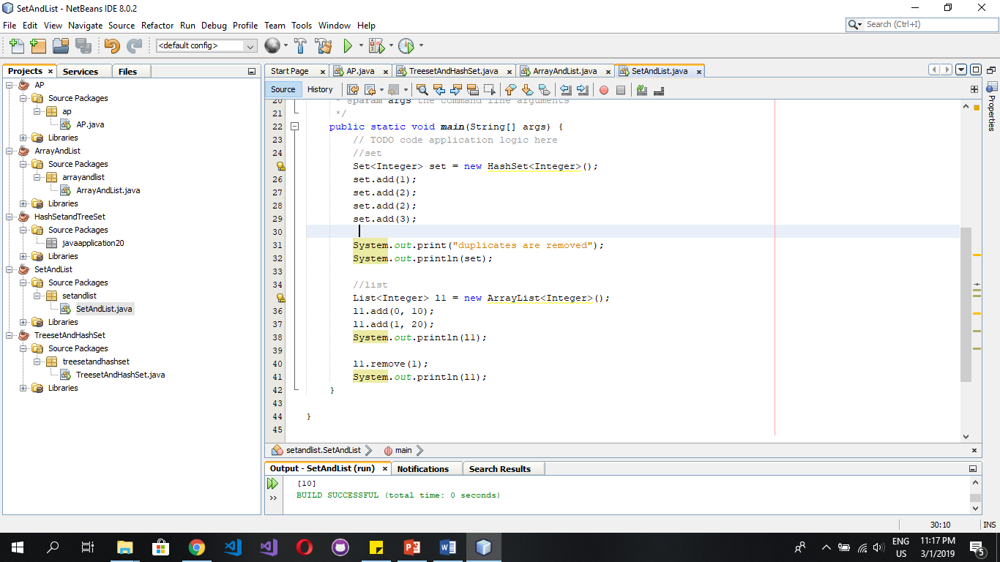 SetAndList - NetBeans IDE 8.0.2
File Edit View Navigate Source Refactor Run Debug Profile Team Tools Window Help
Search (Ctrl+I)
<default config>
Projects Services Files
AP
Source Packages
ap
AP.java
Libraries
ArrayAndList
Source Packages
arrayandlist
ArrayAndList.java
Libraries
HashSetandTreeSet
Source Packages
javaapplication20
Libraries
SetAndList
Source Packages
setandlist
SetAndList.java
Libraries
TreesetAndHashSet
Source Packages
treesetandhashset
TreesetAndHashSet.java
Libraries
Start Page AP.java TreesetAndHashSet.java ArrayAndList.java SetAndList.java
Source History
20 * @param args the command line arguments
21 */
22 public static void main(String[] args) {
23 // TODO code application logic here
24 //set
Set<Integer> set = new HashSet<Integer>();
26 set.add(1);
27 set.add(2);
28 set.add(2);
29 set.add(3);
30
31 System.out.print("duplicates are removed");
32 System.out.println(set);
33
34 //list
List<Integer> l1 = new ArrayList<Integer>();
36 l1.add(0, 10);
37 l1.add(1, 20);
38 System.out.println(l1);
39
40 l1.remove(1);
41 System.out.println(l1);
42 }
43
44 }
45
Properties
setandlist.SetAndList main
Output - SetAndList (run) Notifications Search Results
[10]
BUILD SUCCESSFUL (total time: 0 seconds)
30:10 INS
ENG
US
11:17 PM
3/1/2019
5